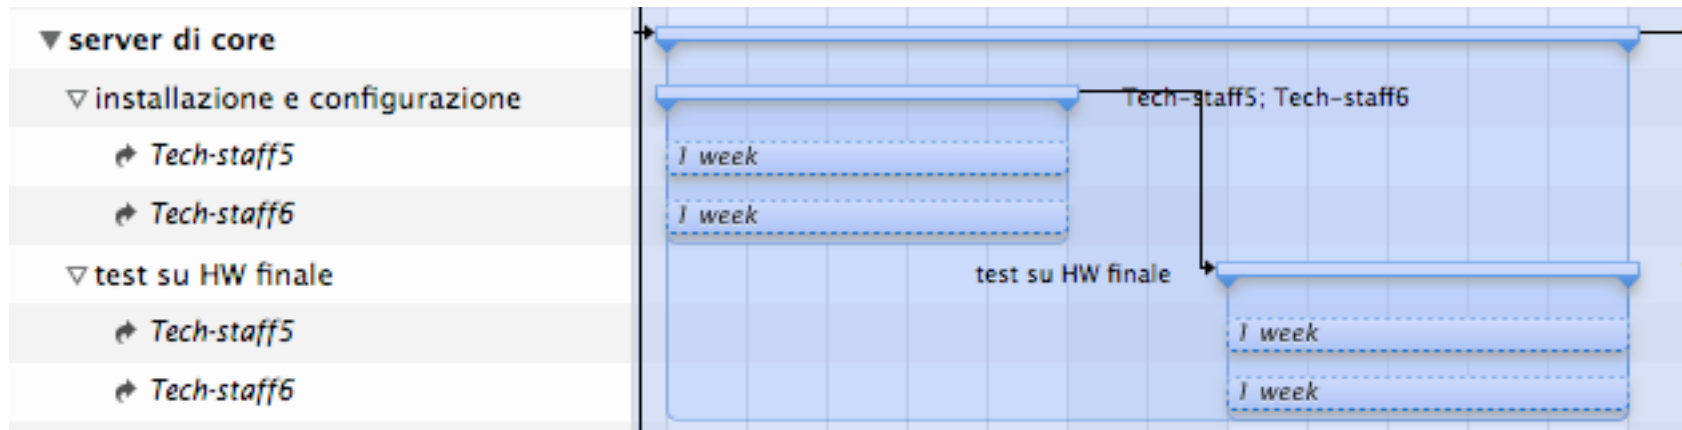 server di core
installazione e configurazione Tech-staff5; Tech-staff6
Tech-staff5 1 week
Tech-staff6 1 week
test su HW finale test su HW finale
Tech-staff5 1 week
Tech-staff6 1 week